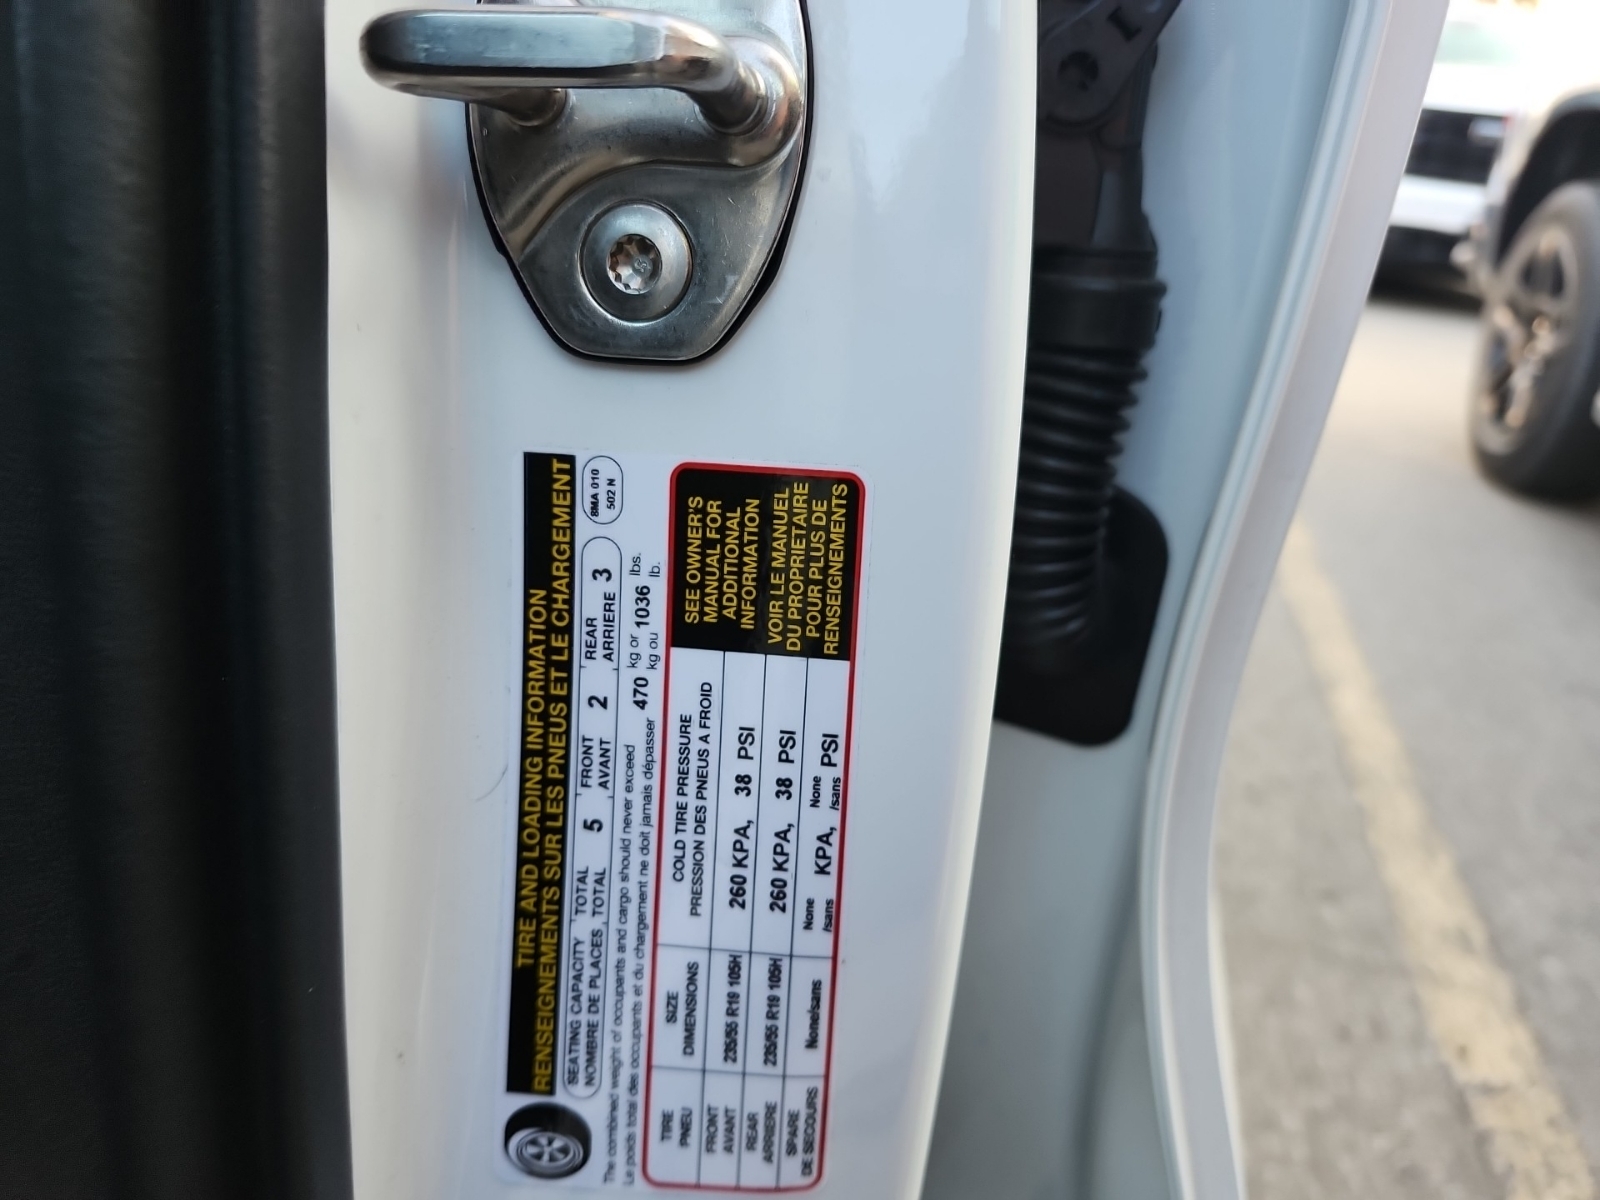 TIRE AND LOADING INFORMATION
RENSEIGNEMENTS SUR LES PNEUS ET LE CHARGEMENT
SEATING CAPACITY TOTAL 5 FRONT 2 REAR 3
NOMBRE DE PLACES TOTAL AVANT ARRIERE
8MA 010
502 N
The combined weight of occupants and cargo should never exceed 470 kg or 1036 lbs.
Le poids total des occupants et du chargement ne doit jamais dépasser kg ou lb.
TIRE SIZE COLD TIRE PRESSURE
PNEU DIMENSIONS PRESSION DES PNEUS A FROID
FRONT
AVANT 235/55 R19 105H 260 KPA, 38 PSI
REAR
ARRIERE 235/55 R19 105H 260 KPA, 38 PSI
SPARE None None
DE SECOURS None/sans /sans KPA, /sans PSI
SEE OWNER'S
MANUAL FOR
ADDITIONAL
INFORMATION
VOIR LE MANUEL
DU PROPRIETAIRE
POUR PLUS DE
RENSEIGNEMENTS